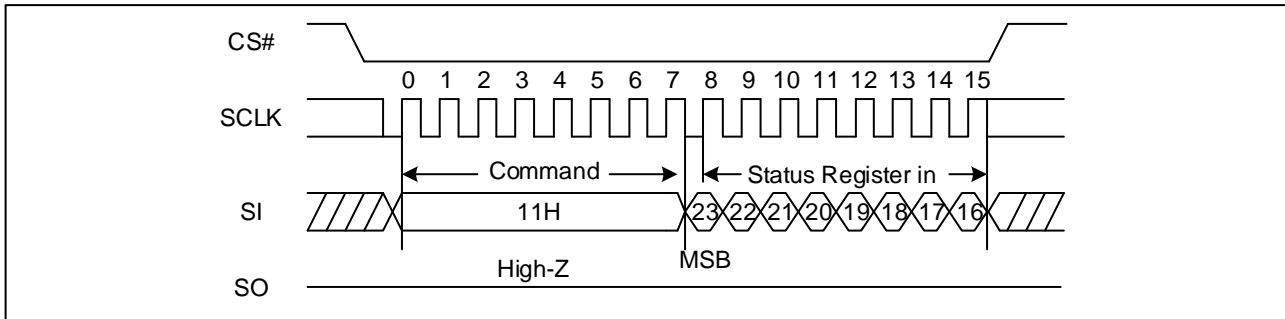 CS#
0 1 2 3 4 5 6 7 8 9 10 11 12 13 14 15
SCLK
Command Status Register in
SI 11H 23 22 21 20 19 18 17 16
High-Z MSB
SO